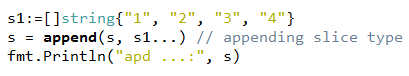 s1:=[]string{"1", "2", "3", "4"}
s = append(s, s1...) // appending slice type
fmt.Println("apd ...:", s)